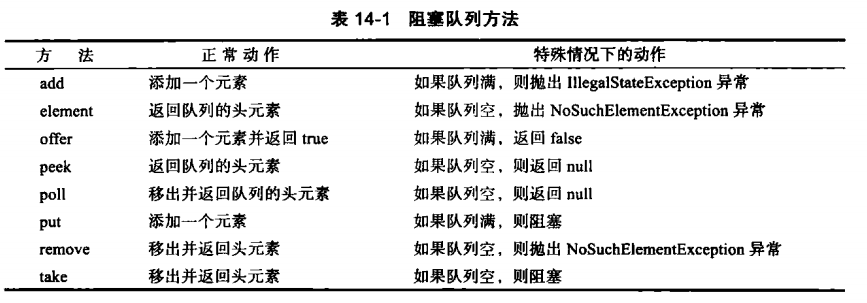 表 14-1 阻塞队列方法
方 法 正常动作 特殊情况下的动作
add 添加一个元素 如果队列满，则抛出 IllegalStateException 异常
element 返回队列的头元素 如果队列空，抛出 NoSuchElementException 异常
offer 添加一个元素并返回 true 如果队列满，返回 false
peek 返回队列的头元素 如果队列空，则返回 null
poll 移出并返回队列的头元素 如果队列空，则返回 null
put 添加一个元素 如果队列满，则阻塞
remove 移出并返回头元素 如果队列空，则抛出 NoSuchElementException 异常
take 移出并返回头元素 如果队列空，则阻塞